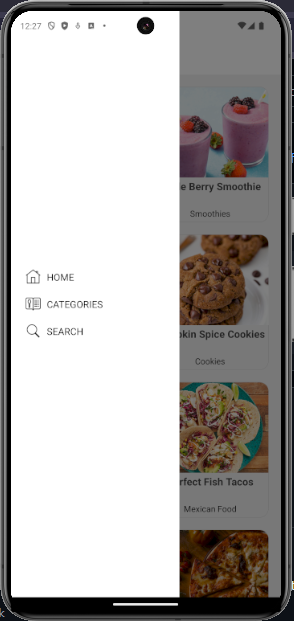 12:27
e Berry Smoothie
Smoothies
HOME
CATEGORIES
SEARCH
kin Spice Cookies
Cookies
rfect Fish Tacos
Mexican Food
k